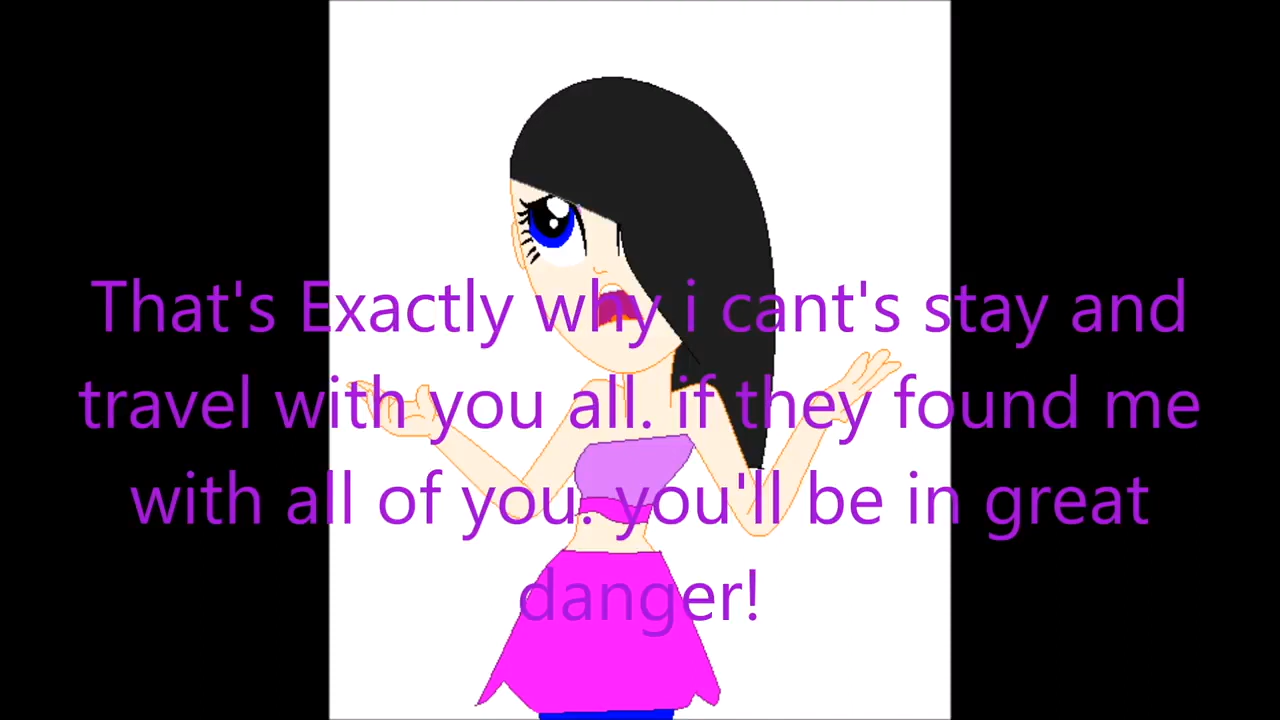 That's Exactly why i cant's stay and
travel with you all. if they found me
with all of you. you'll be in great
danger!